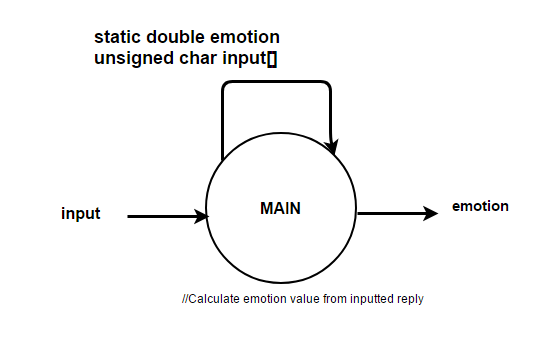 static double emotion
unsigned char input[]
input
MAIN
emotion
//Calculate emotion value from inputted reply